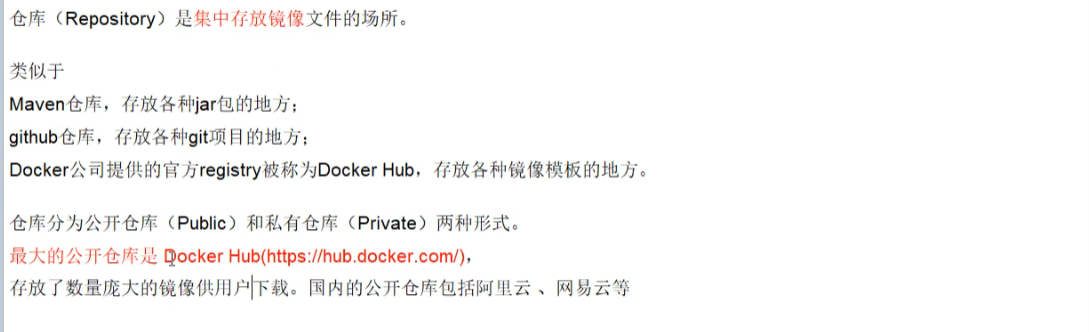 仓库（Repository）是集中存放镜像文件的场所。
类似于
Maven仓库，存放各种jar包的地方；
github仓库，存放各种git项目的地方；
Docker公司提供的官方registry被称为Docker Hub，存放各种镜像模板的地方。
仓库分为公开仓库（Public）和私有仓库（Private）两种形式。
最大的公开仓库是 Docker Hub(https://hub.docker.com/)，
存放了数量庞大的镜像供用户下载。国内的公开仓库包括阿里云 、网易云等